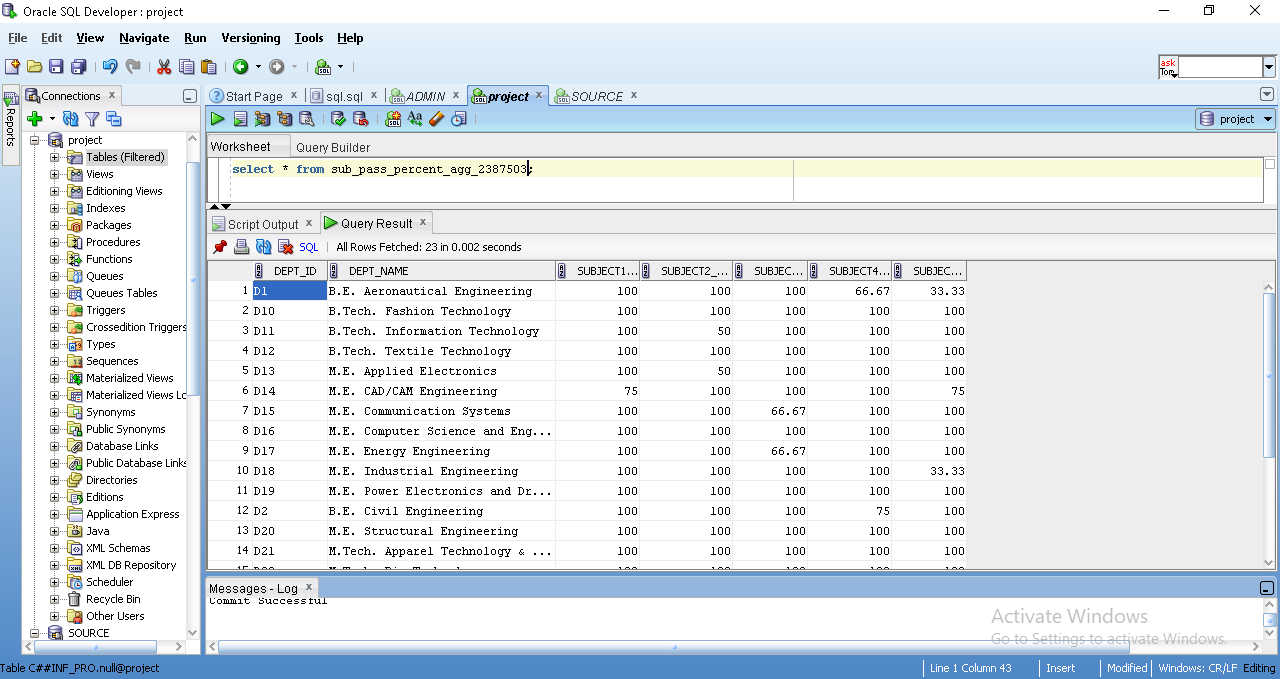 Oracle SQL Developer : project
File Edit View Navigate Run Versioning Tools Help
ask
Tom
Reports
Connections
project
Tables (Filtered)
Views
Editioning Views
Indexes
Packages
Procedures
Functions
Queues
Queues Tables
Triggers
Crossedition Triggers
Types
Sequences
Materialized Views
Materialized Views Lo
Synonyms
Public Synonyms
Database Links
Public Database Links
Directories
Editions
Application Express
Java
XML Schemas
XML DB Repository
Scheduler
Recycle Bin
Other Users
SOURCE
Start Page sql.sql ADMIN project SOURCE
project
Worksheet Query Builder
select * from sub_pass_percent_agg_2387503;
Script Output Query Result
SQL All Rows Fetched: 23 in 0.002 seconds
DEPT_ID DEPT_NAME SUBJECT1... SUBJECT2_... SUBJEC... SUBJECT4... SUBJEC...
1 D1 B.E. Aeronautical Engineering 100 100 100 66.67 33.33
2 D10 B.Tech. Fashion Technology 100 100 100 100 100
3 D11 B.Tech. Information Technology 100 50 100 100 100
4 D12 B.Tech. Textile Technology 100 100 100 100 100
5 D13 M.E. Applied Electronics 100 50 100 100 100
6 D14 M.E. CAD/CAM Engineering 75 100 100 100 75
7 D15 M.E. Communication Systems 100 100 66.67 100 100
8 D16 M.E. Computer Science and Eng... 100 100 100 100 100
9 D17 M.E. Energy Engineering 100 100 66.67 100 100
10 D18 M.E. Industrial Engineering 100 100 100 100 33.33
11 D19 M.E. Power Electronics and Dr... 100 100 100 100 100
12 D2 B.E. Civil Engineering 100 100 100 75 100
13 D20 M.E. Structural Engineering 100 100 100 100 100
14 D21 M.Tech. Apparel Technology & ... 100 100 100 100 100
Messages - Log
Commit Successful
Activate Windows
Go to Settings to activate Windows.
Table C##INF_PRO.null@project
Line 1 Column 43 Insert Modified Windows: CR/LF Editing